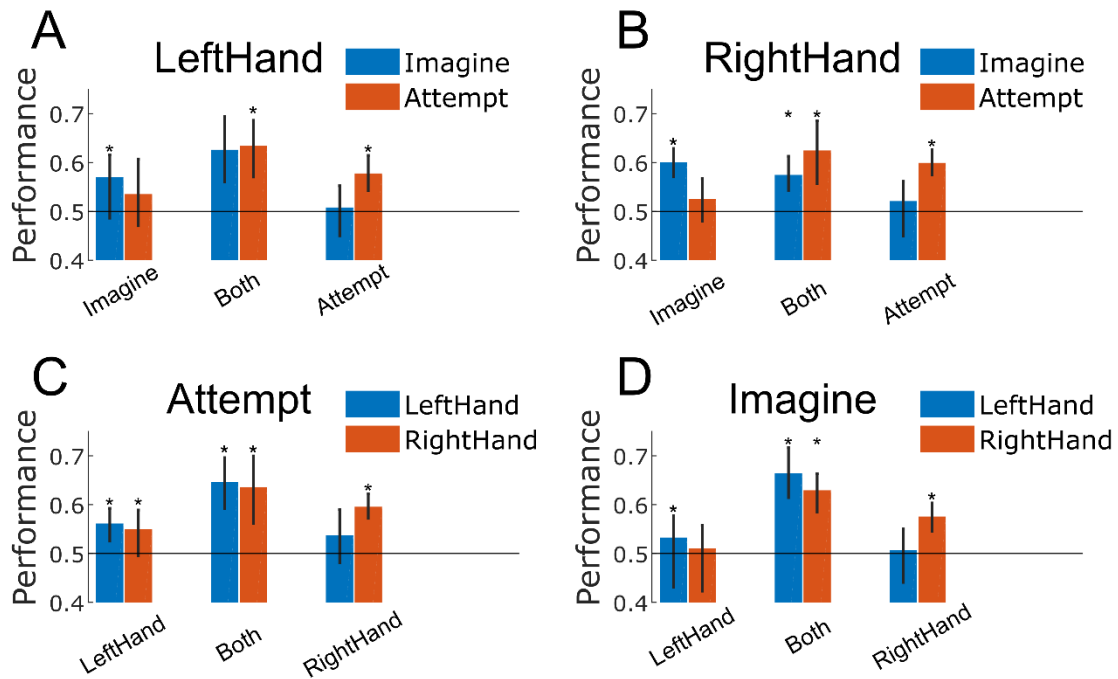 A
LeftHand
Imagine
Attempt
Performance
0.7
0.6
0.5
0.4
*
*
*
Imagine
Both
Attempt
B
RightHand
Imagine
Attempt
Performance
0.7
0.6
0.5
0.4
*
*
*
*
Imagine
Both
Attempt
C
Attempt
LeftHand
RightHand
Performance
0.7
0.6
0.5
0.4
*
*
*
*
*
LeftHand
Both
RightHand
D
Imagine
LeftHand
RightHand
Performance
0.7
0.6
0.5
0.4
*
*
*
*
LeftHand
Both
RightHand